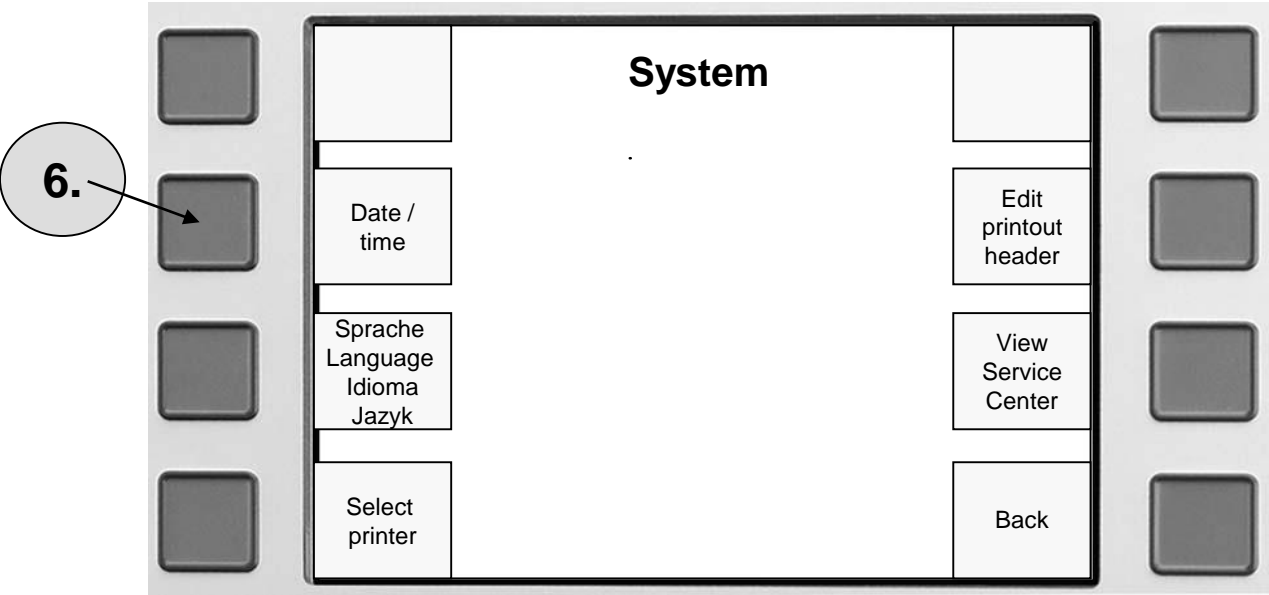 System
.
6.
Date /
time
Edit
printout
header
Sprache
Language
Idioma
Jazyk
View
Service
Center
Select
printer
Back